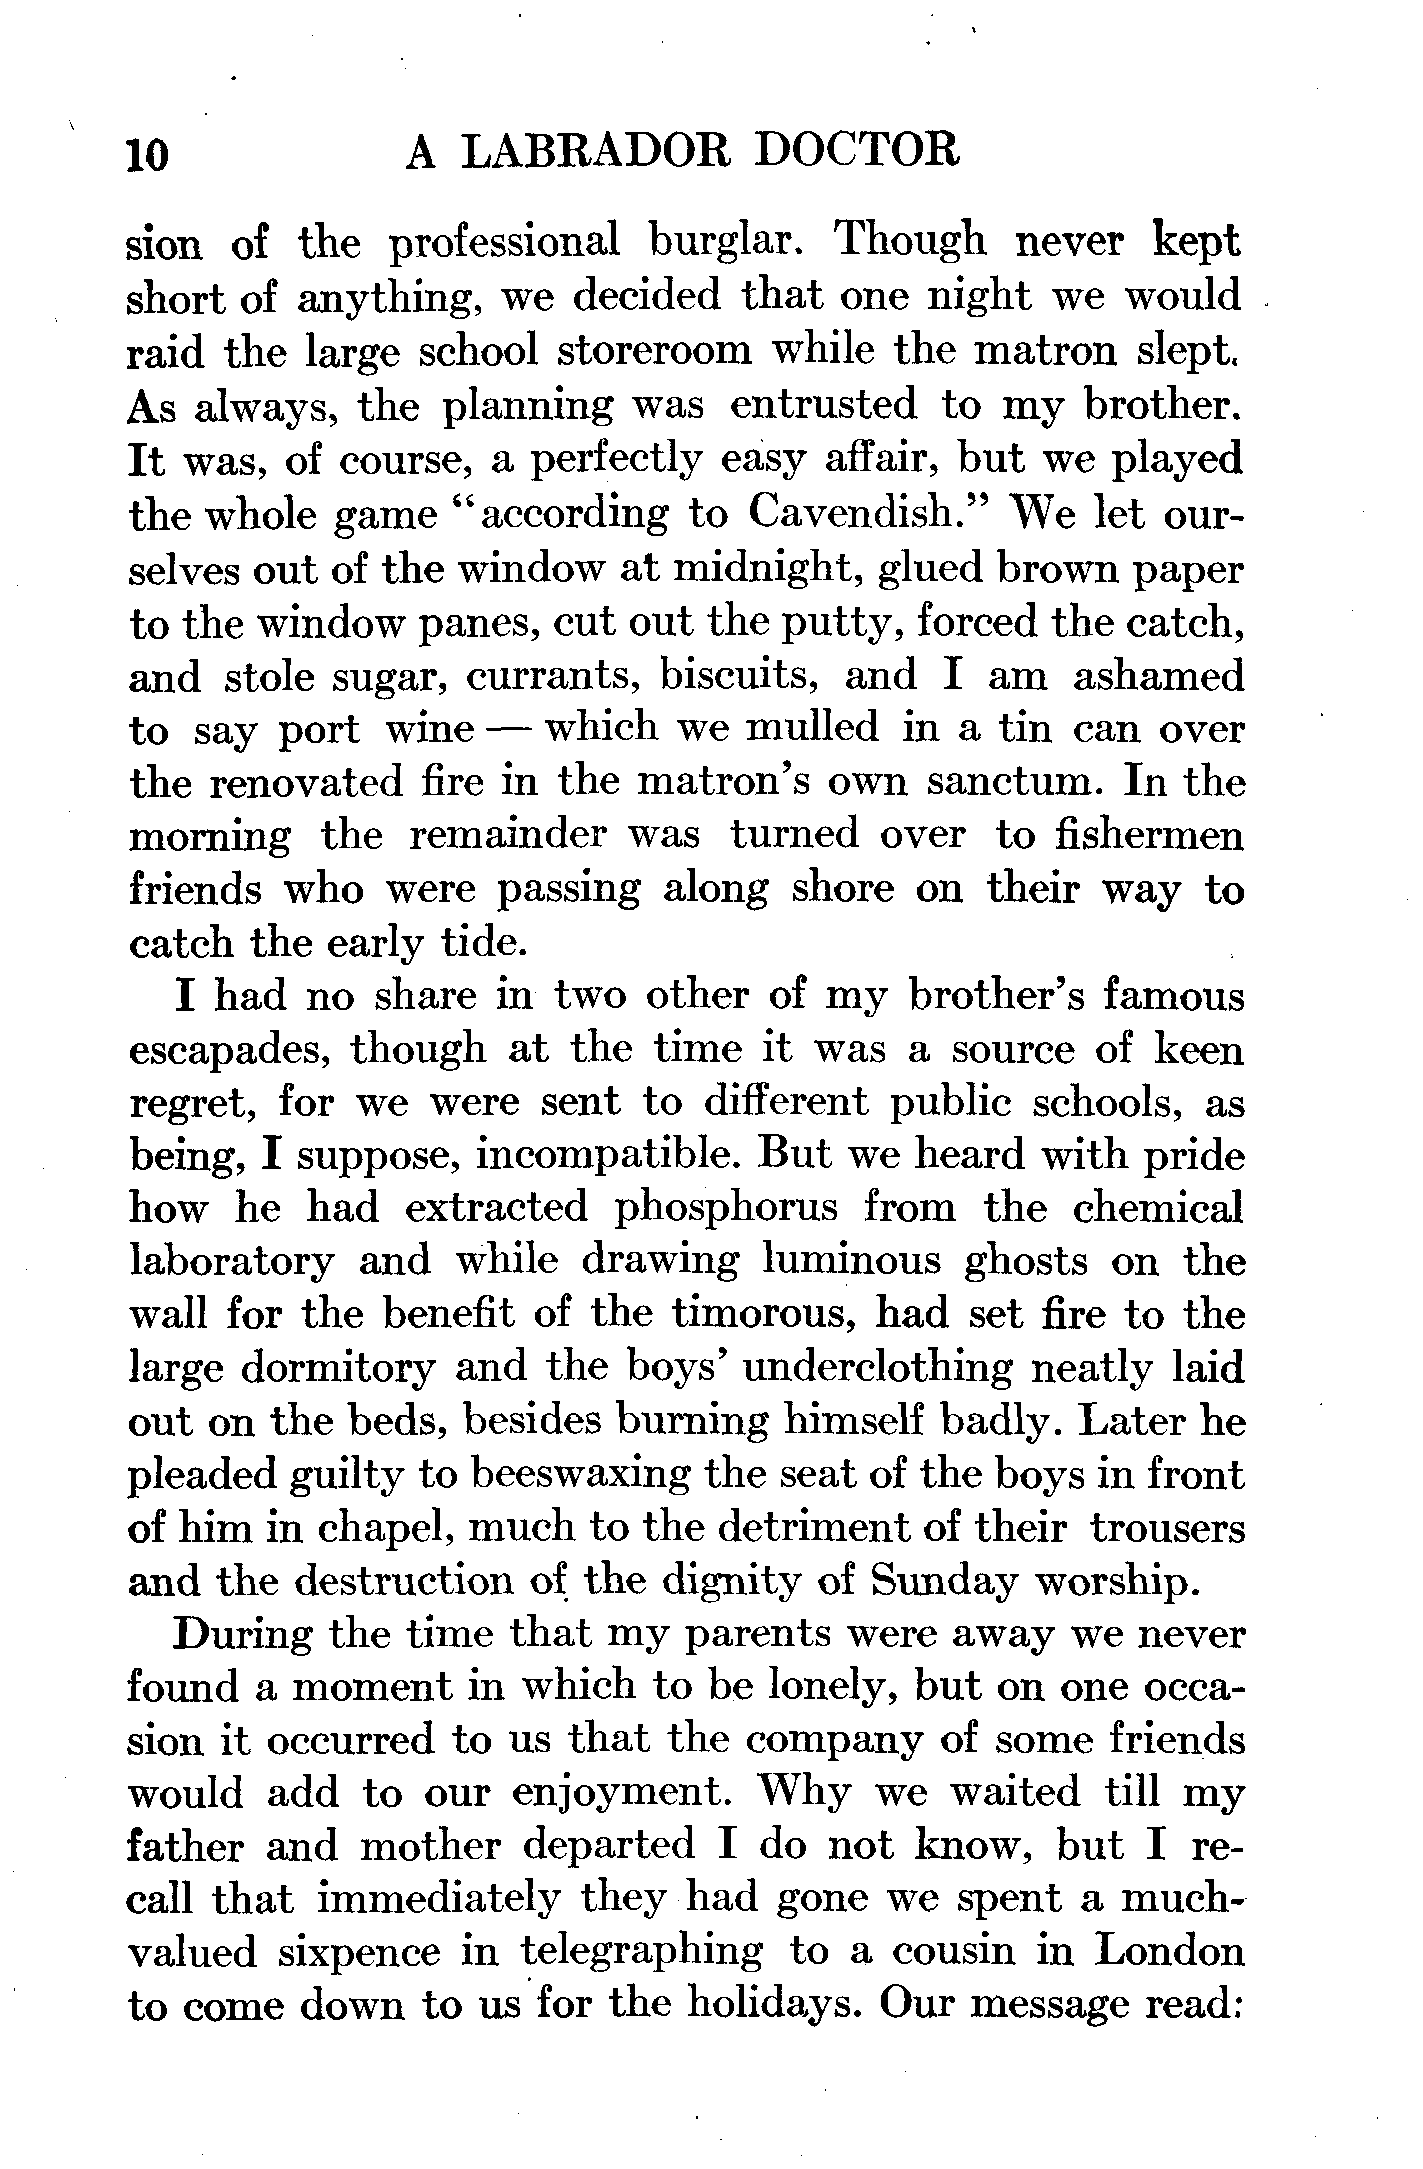 10 A LABRADOR DOCTOR
sion of the professional burglar. Though never kept
short of anything, we decided that one night we would
raid the large school storeroom while the matron slept.
As always, the planning was entrusted to my brother.
It was, of course, a perfectly easy affair, but we played
the whole game “according to Cavendish.” We let our-
selves out of the window at midnight, glued brown paper
to the window panes, cut out the putty, forced the catch,
and stole sugar, currants, biscuits, and I am ashamed
to say port wine — which we mulled in a tin can over
the renovated fire in the matron’s own sanctum. In the
morning the remainder was turned over to fishermen
friends who were passing along shore on their way to
catch the early tide.
I had no share in two other of my brother’s famous
escapades, though at the time it was a source of keen
regret, for we were sent to different public schools, as
being, I suppose, incompatible. But we heard with pride
how he had extracted phosphorus from the chemical
laboratory and while drawing luminous ghosts on the
wall for the benefit of the timorous, had set fire to the
large dormitory and the boys’ underclothing neatly laid
out on the beds, besides burning himself badly. Later he
pleaded guilty to beeswaxing the seat of the boys in front
of him in chapel, much to the detriment of their trousers
and the destruction of the dignity of Sunday worship.
During the time that my parents were away we never
found a moment in which to be lonely, but on one occa-
sion it occurred to us that the company of some friends
would add to our enjoyment. Why we waited till my
father and mother departed I do not know, but I re-
call that immediately they had gone we spent a much-
valued sixpence in telegraphing to a cousin in London
to come down to us for the holidays. Our message read: